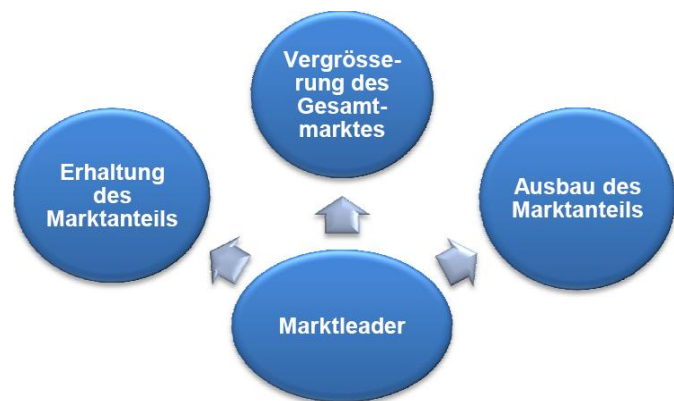 Vergrösse-
rung des
Gesamt-
marktes
Erhaltung
des
Marktanteils
Ausbau des
Marktanteils
Marktleader